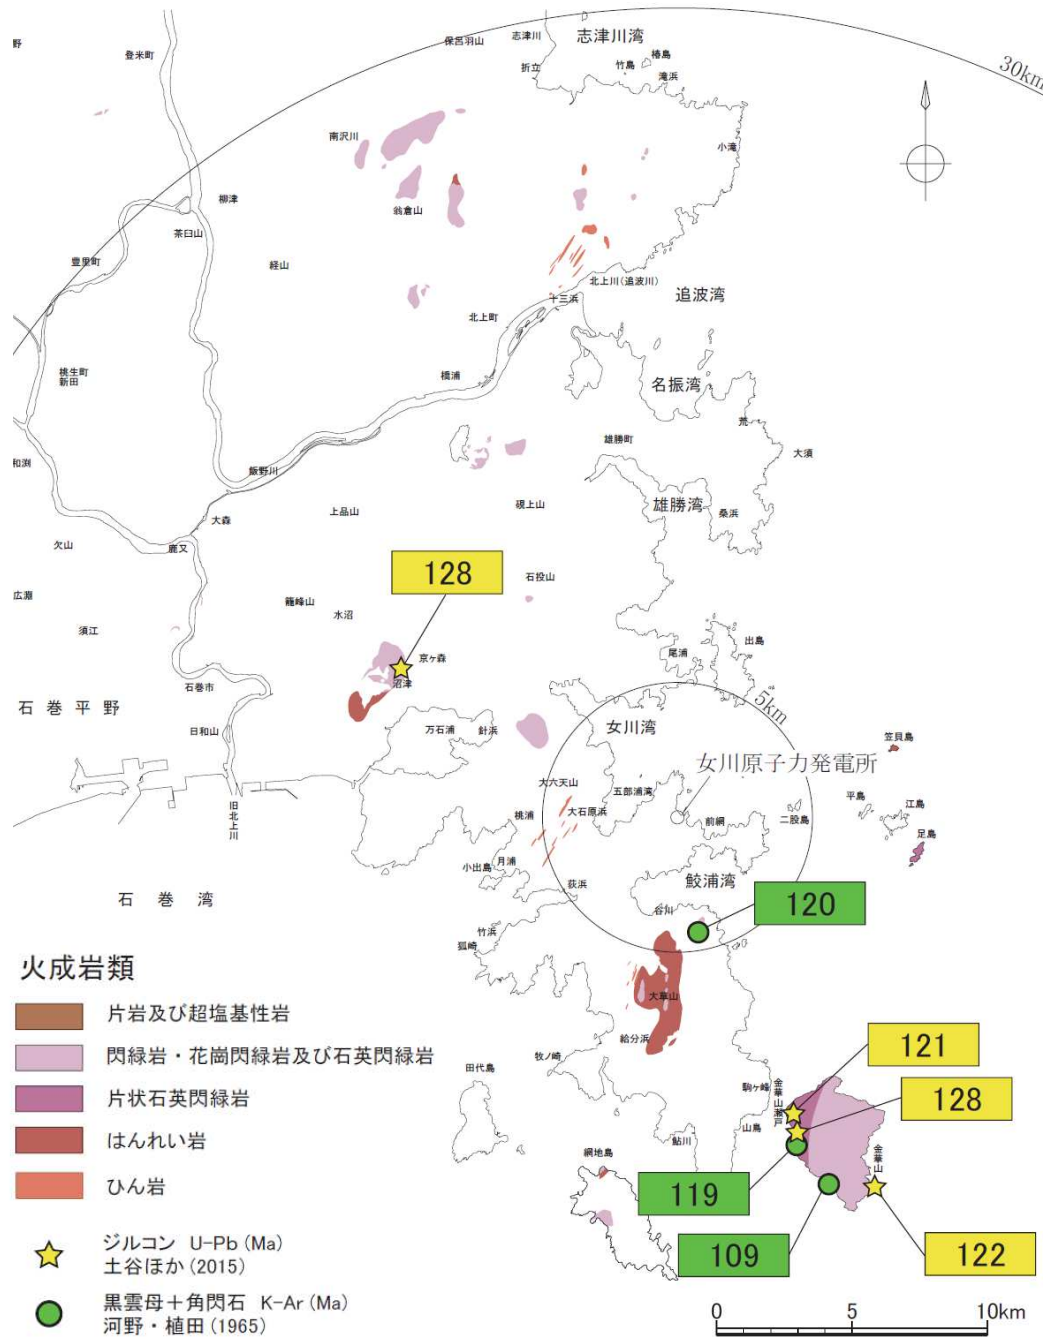 志津川湾
志津川
保呂羽山
登米町
野
折立
竹島
椿島
滝浜
30km
南沢川
小滝
柳津
翁倉山
茶臼山
豊里町
経山
北上川(追波川)
十三浜
追波湾
北上町
桃生町
新田
橋浦
名振湾
荒
雄勝町
大須
和渕
飯野川
雄勝湾
桑浜
硯上山
上品山
大森
欠山
鹿又
128
石投山
広淵
籠峰山
水沼
須江
京ヶ森
沼津
出島
尾浦
石巻市
石巻平野
日和山
万石浦
針浜
女川湾
5km
笠貝島
女川原子力発電所
大六天山
五部浦湾
大石原浜
桃浦
前網
二股島
平島
江島
足島
旧北上川
小出島
月浦
荻浜
鮫浦湾
谷川
120
石巻湾
竹浜
狐崎
火成岩類
片岩及び超塩基性岩
閃緑岩・花崗閃緑岩及び石英閃緑岩
片状石英閃緑岩
はんれい岩
ひん岩
大草山
給分浜
牧ノ崎
田代島
駒ヶ峰
金華山瀬戸
121
128
山鳥
鮎川
網地島
金華山
119
109
122
ジルコン U-Pb (Ma)
土谷ほか(2015)
黒雲母＋角閃石 K-Ar (Ma)
河野・植田(1965)
0 5 10km